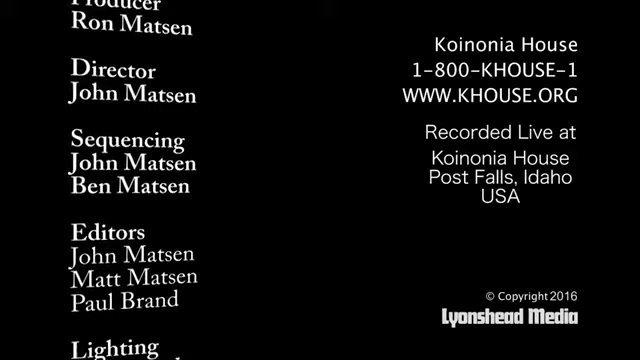 Producer
Ron Matsen
Director
John Matsen
Sequencing
John Matsen
Ben Matsen
Editors
John Matsen
Matt Matsen
Paul Brand
Lighting
Koinonia House
1-800-KHOUSE-1
WWW.KHOUSE.ORG
Recorded Live at
Koinonia House
Post Falls, Idaho
USA
© Copyright 2016
Lyonshead Media